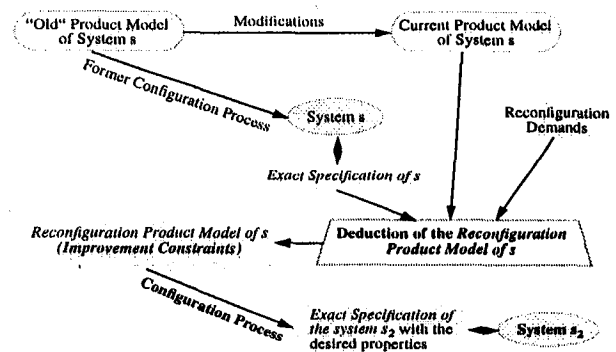 "Old" Product Model
of System s
Modifications
Current Product Model
of System s
Former Configuration Process
System s
Reconfiguration
Demands
Exact Specification of s
Reconfiguration Product Model of s
(Improvement Constraints)
Deduction of the Reconfiguration
Product Model of s
Configuration Process
Exact Specification of
the system s₂ with the
desired properties
System s₂